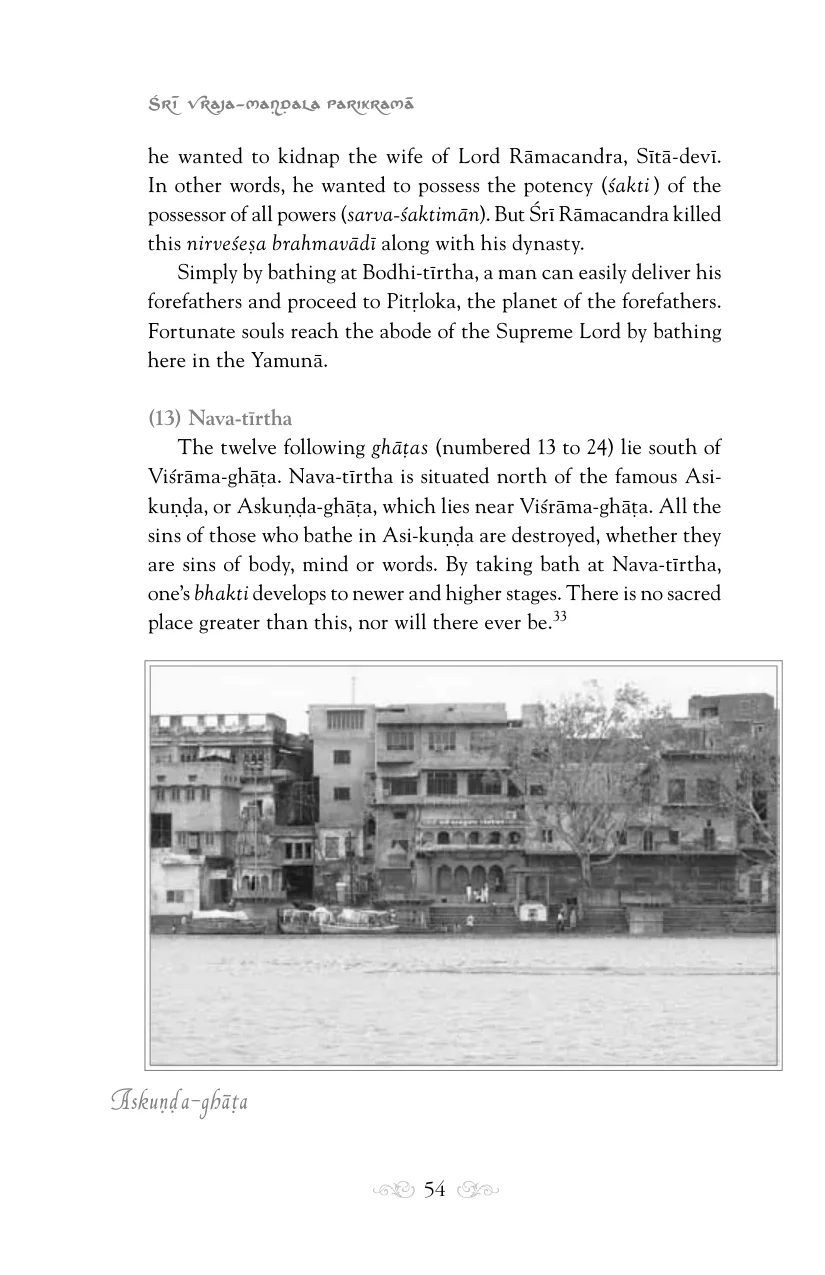 Śrī Vraja-maṇḍala Parikramā
he wanted to kidnap the wife of Lord Rāmacandra, Sītā-devī.
In other words, he wanted to possess the potency (śakti) of the
possessor of all powers (sarva-śaktimān). But Śrī Rāmacandra killed
this nirveśeṣa brahmavādī along with his dynasty.
Simply by bathing at Bodhi-tīrtha, a man can easily deliver his
forefathers and proceed to Pitṛloka, the planet of the forefathers.
Fortunate souls reach the abode of the Supreme Lord by bathing
here in the Yamunā.
(13) Nava-tīrtha
The twelve following ghāṭas (numbered 13 to 24) lie south of
Viśrāma-ghāṭa. Nava-tīrtha is situated north of the famous Asi-
kuṇḍa, or Askuṇḍa-ghāṭa, which lies near Viśrāma-ghāṭa. All the
sins of those who bathe in Asi-kuṇḍa are destroyed, whether they
are sins of body, mind or words. By taking bath at Nava-tīrtha,
one's bhakti develops to newer and higher stages. There is no sacred
place greater than this, nor will there ever be.33
Askuṇḍa-ghāṭa
54